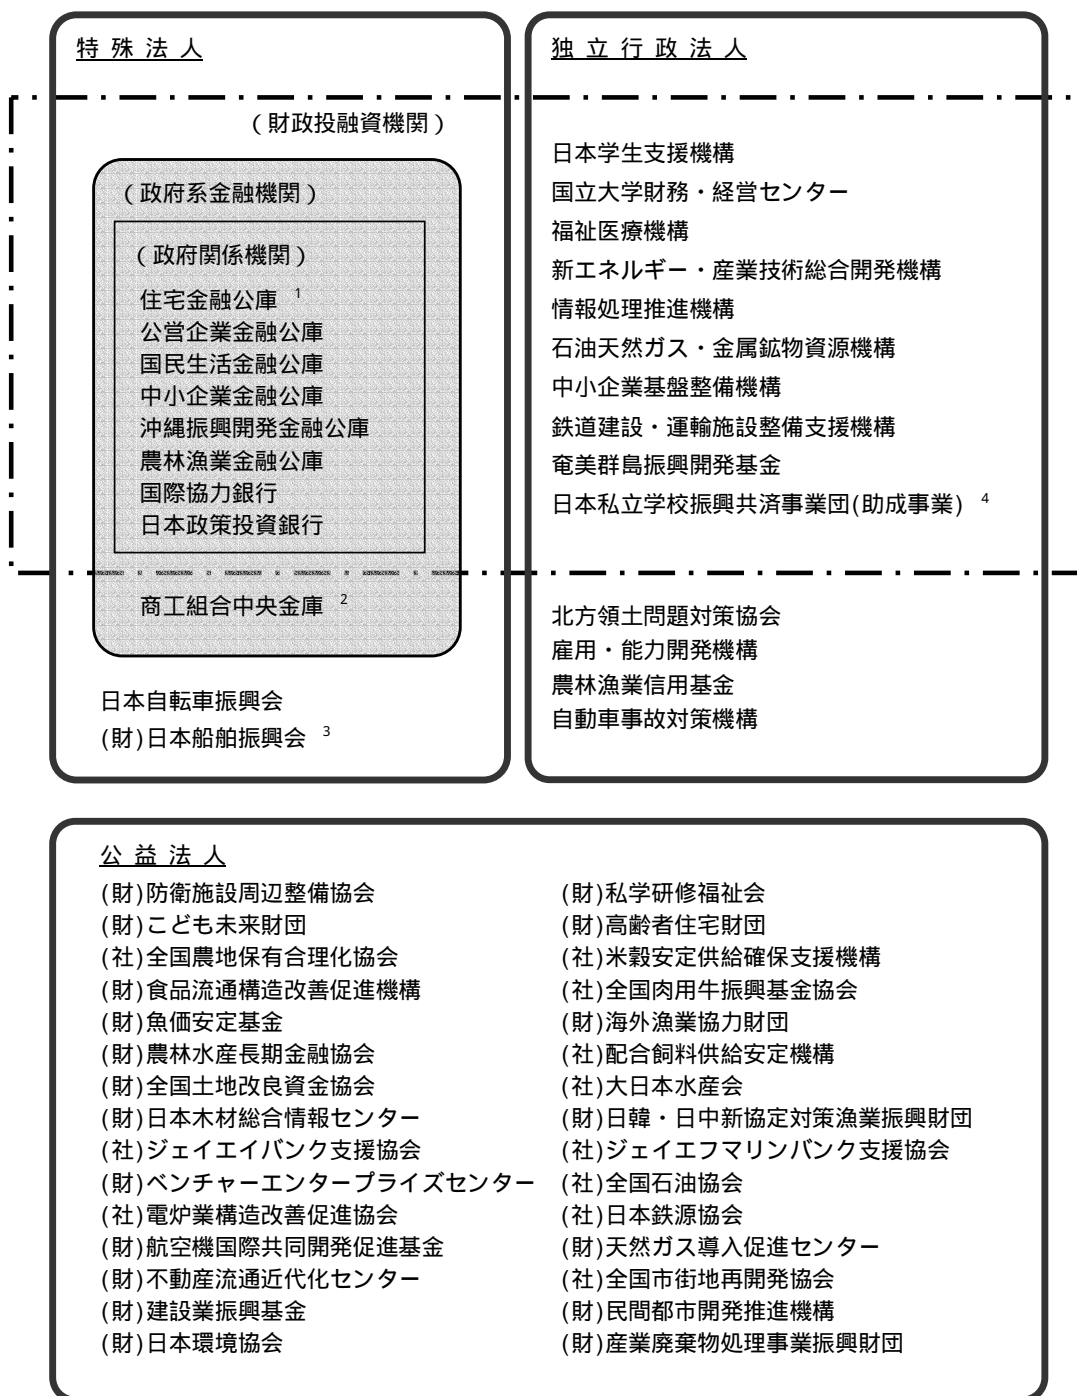 特 殊 法 人
(財政投融資機関)
(政府系金融機関)
(政府関係機関)
住宅金融公庫 1
公営企業金融公庫
国民生活金融公庫
中小企業金融公庫
沖縄振興開発金融公庫
農林漁業金融公庫
国際協力銀行
日本政策投資銀行
商工組合中央金庫 2
日本自転車振興会
(財)日本船舶振興会 3
独 立 行 政 法 人
日本学生支援機構
国立大学財務・経営センター
福祉医療機構
新エネルギー・産業技術総合開発機構
情報処理推進機構
石油天然ガス・金属鉱物資源機構
中小企業基盤整備機構
鉄道建設・運輸施設整備支援機構
奄美群島振興開発基金
日本私立学校振興共済事業団(助成事業) 4
北方領土問題対策協会
雇用・能力開発機構
農林漁業信用基金
自動車事故対策機構
公 益 法 人
(財)防衛施設周辺整備協会
(財)こども未来財団
(社)全国農地保有合理化協会
(財)食品流通構造改善促進機構
(財)魚価安定基金
(財)農林水産長期金融協会
(財)全国土地改良資金協会
(財)日本木材総合情報センター
(社)ジェイエイバンク支援協会
(財)ベンチャーエンタープライズセンター
(社)電炉業構造改善促進協会
(財)航空機国際共同開発促進基金
(財)不動産流通近代化センター
(財)建設業振興基金
(財)日本環境協会
(財)私学研修福祉会
(財)高齢者住宅財団
(社)米穀安定供給確保支援機構
(社)全国肉用牛振興基金協会
(財)海外漁業協力財団
(社)配合飼料供給安定機構
(社)大日本水産会
(財)日韓・日中新協定対策漁業振興財団
(社)ジェイエフマリンバンク支援協会
(社)全国石油協会
(社)日本鉄源協会
(財)天然ガス導入促進センター
(社)全国市街地再開発協会
(財)民間都市開発推進機構
(財)産業廃棄物処理事業振興財団